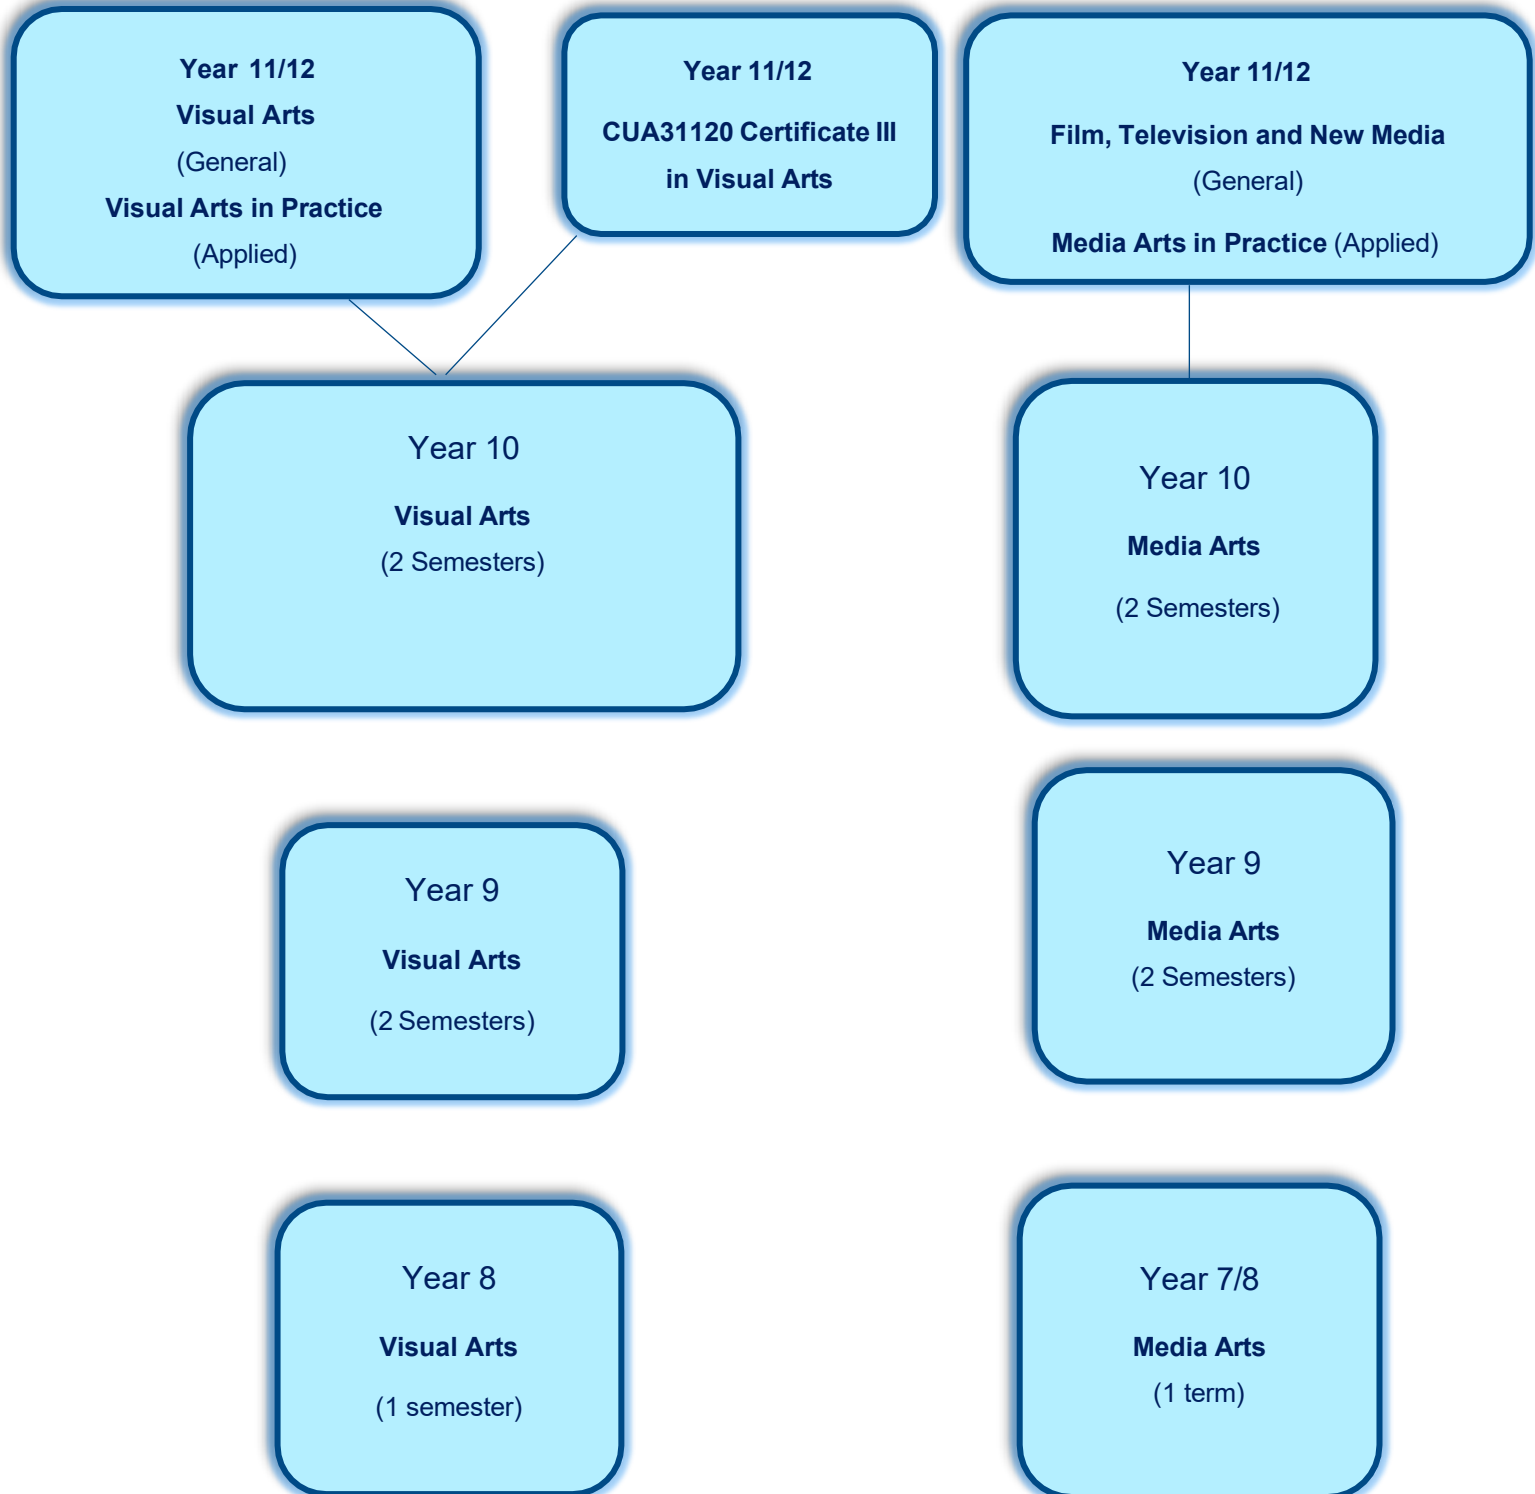 Year 11/12
Visual Arts
(General)
Visual Arts in Practice
(Applied)
Year 11/12
CUA31120 Certificate III
in Visual Arts
Year 11/12
Film, Television and New Media
(General)
Media Arts in Practice (Applied)
Year 10
Visual Arts
(2 Semesters)
Year 10
Media Arts
(2 Semesters)
Year 9
Visual Arts
(2 Semesters)
Year 9
Media Arts
(2 Semesters)
Year 8
Visual Arts
(1 semester)
Year 7/8
Media Arts
(1 term)